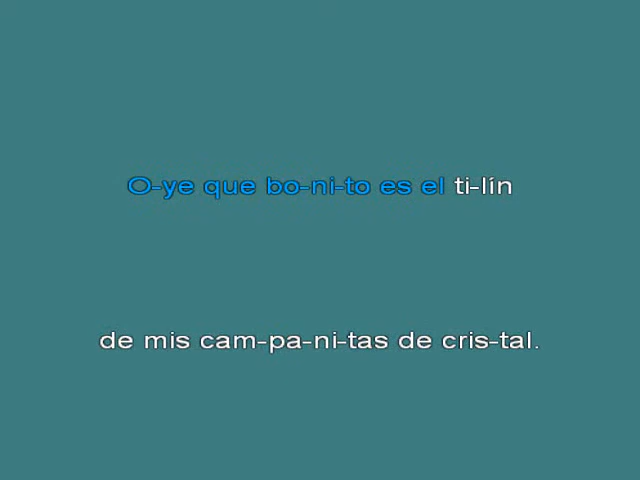 O-ye que bo-ni-to es el ti-lín
de mis cam-pa-ni-tas de cris-tal.